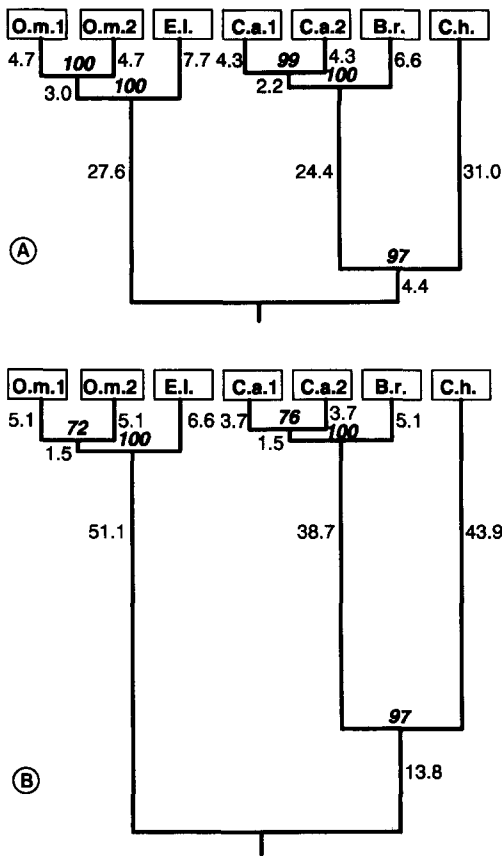 O.m.1 O.m.2 E.l. C.a.1 C.a.2 B.r. C.h.
4.7 100 4.7 7.7 4.3 99 4.3 6.6
3.0 100 2.2 100
27.6 24.4 31.0
A
97
4.4
O.m.1 O.m.2 E.l. C.a.1 C.a.2 B.r. C.h.
5.1 72 5.1 6.6 3.7 76 3.7 5.1
1.5 100 1.5 100
51.1 38.7 43.9
97
B 13.8